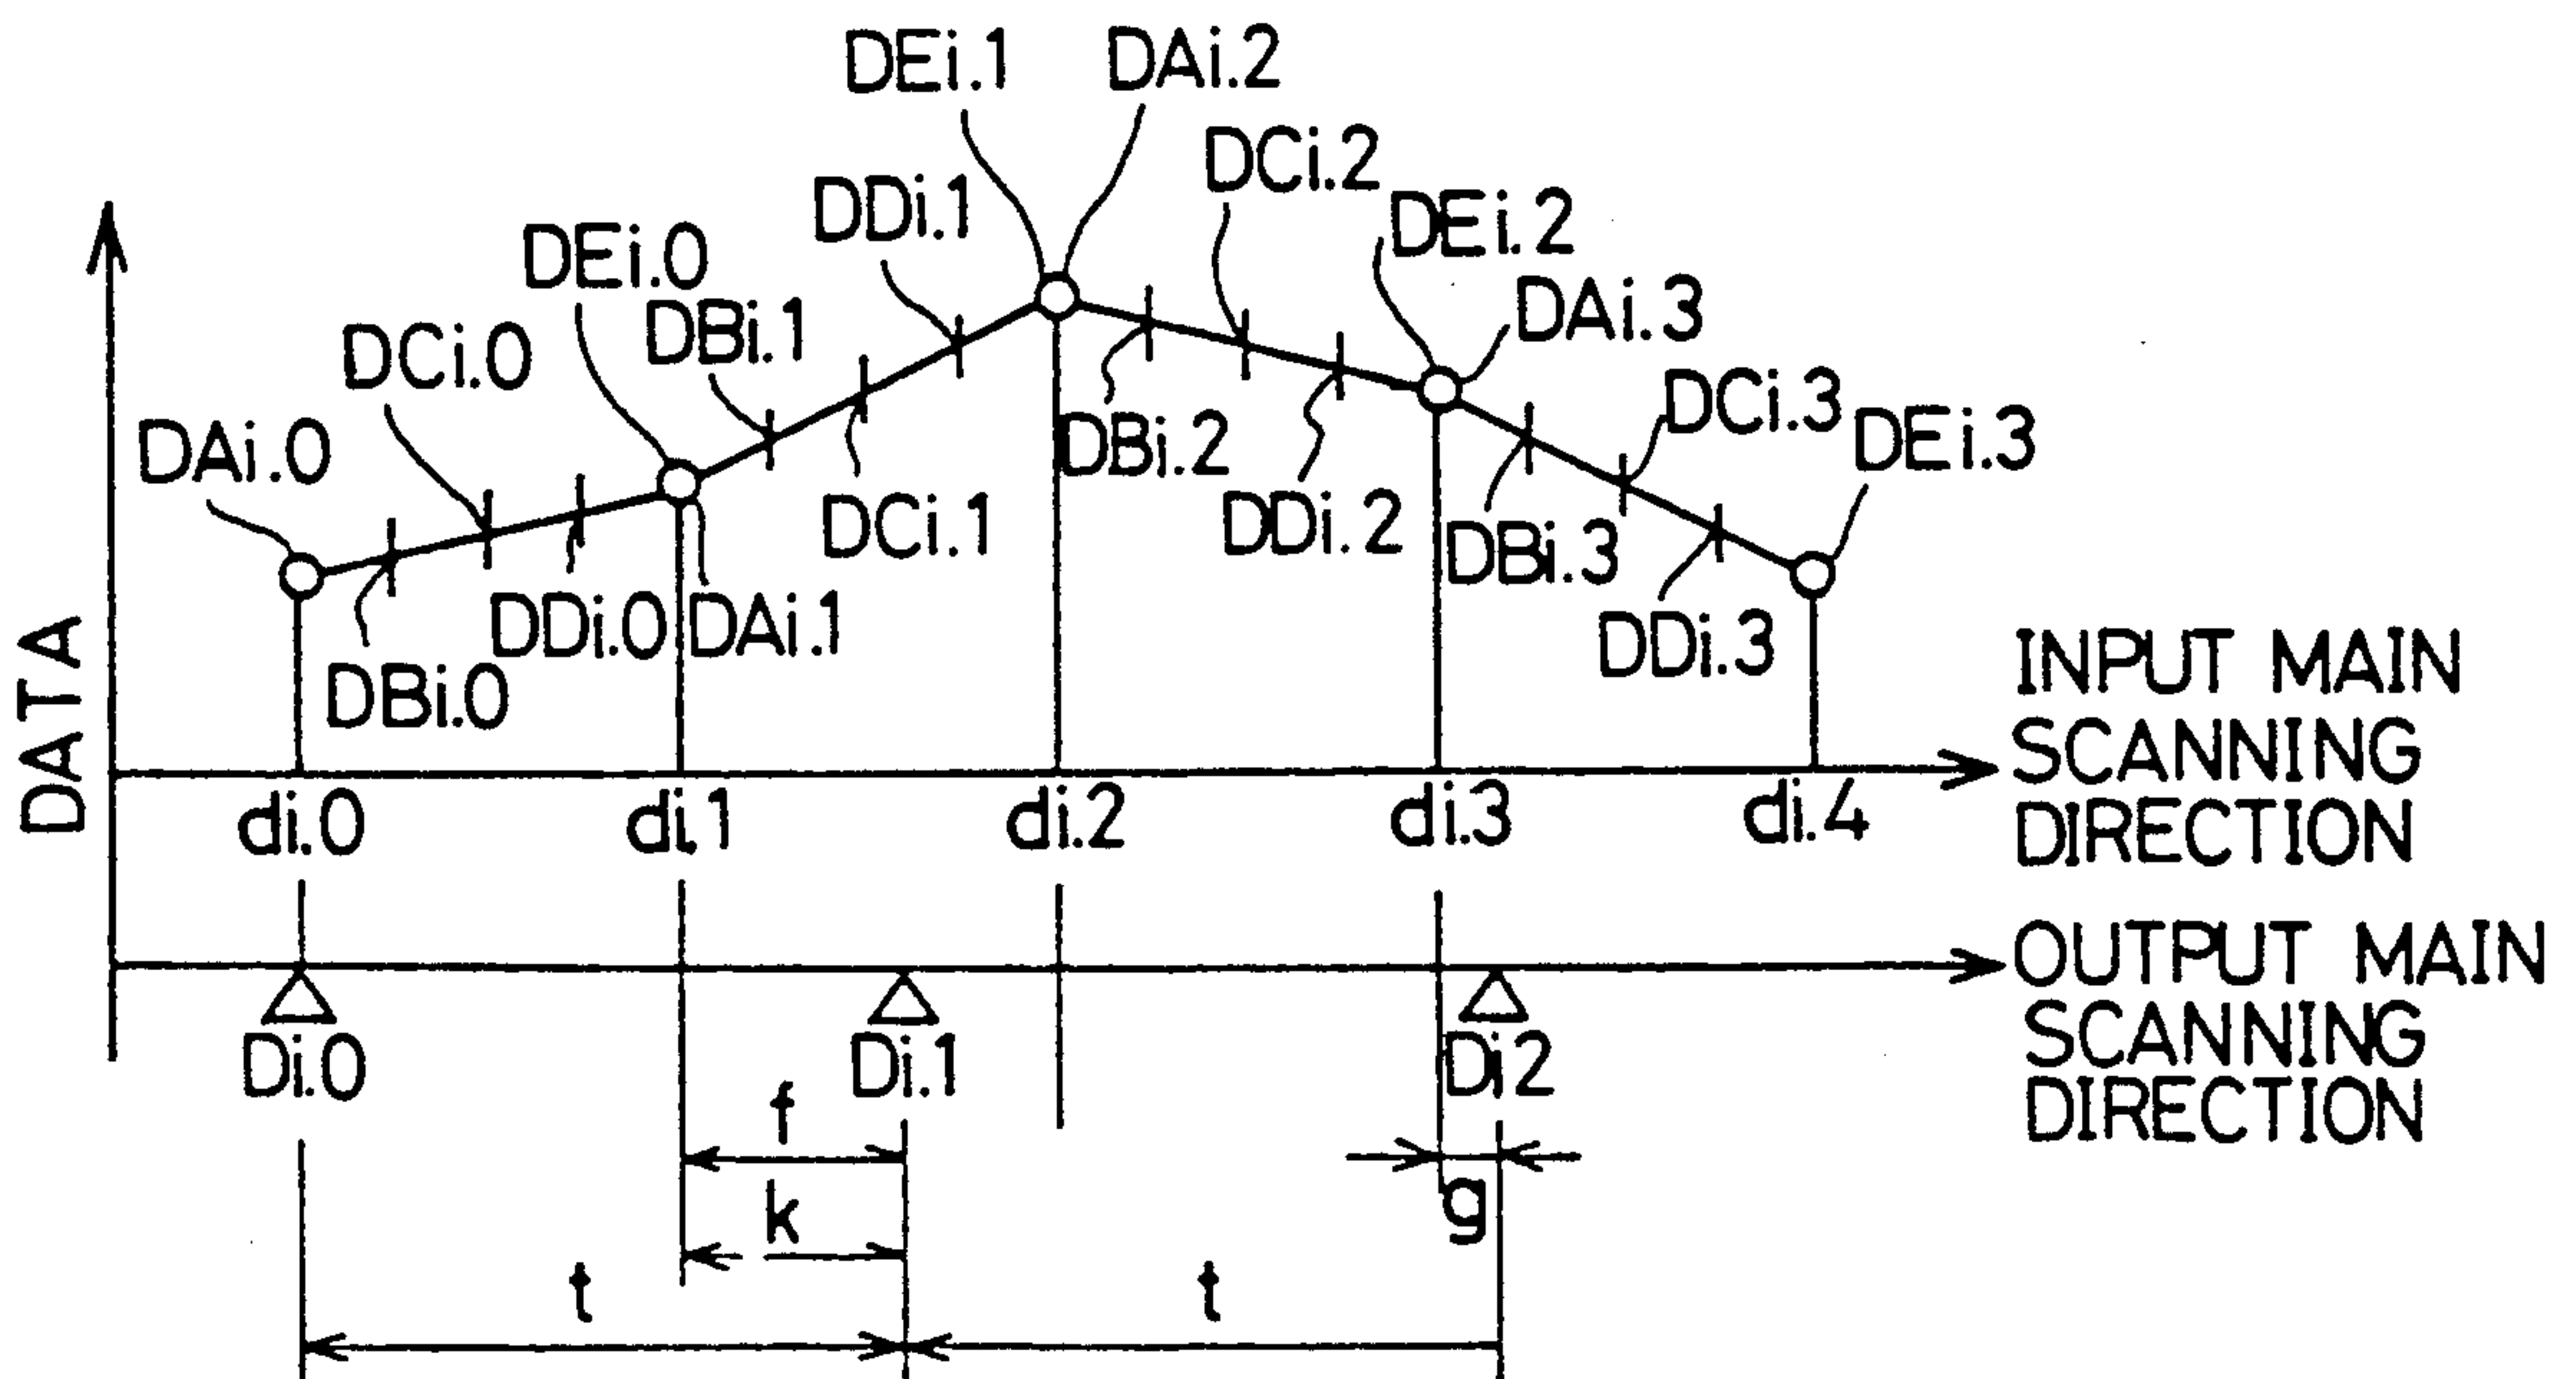 DEi.1 DAi.2
DCi.2
DDi.1
DEi.2
DEi.0
DAi.3
DBi.1
DCi.0
DCi.3
DEi.3
DAi.0
DBi.2
DCi.1
DDi.2
DBi.3
DDi.0 DAi.1
DDi.3
DBi.0
DATA
INPUT MAIN
SCANNING
DIRECTION
di.0 di.1 di.2 di.3 di.4
OUTPUT MAIN
SCANNING
DIRECTION
Di.0 Di.1 Di2
f
k
g
t t